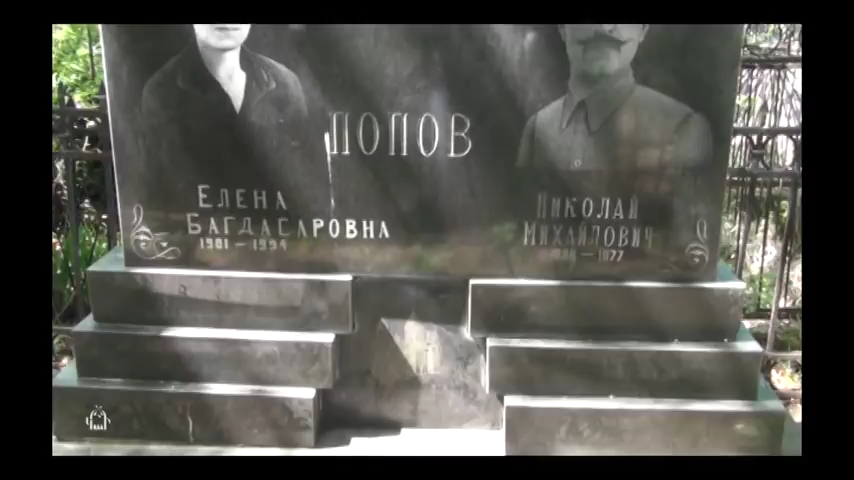 ПОПОВ
ЕЛЕНА
БАГДАСАРОВНА
1901 – 1994
НИКОЛАЙ
МИХАЙЛОВИЧ
– 1977